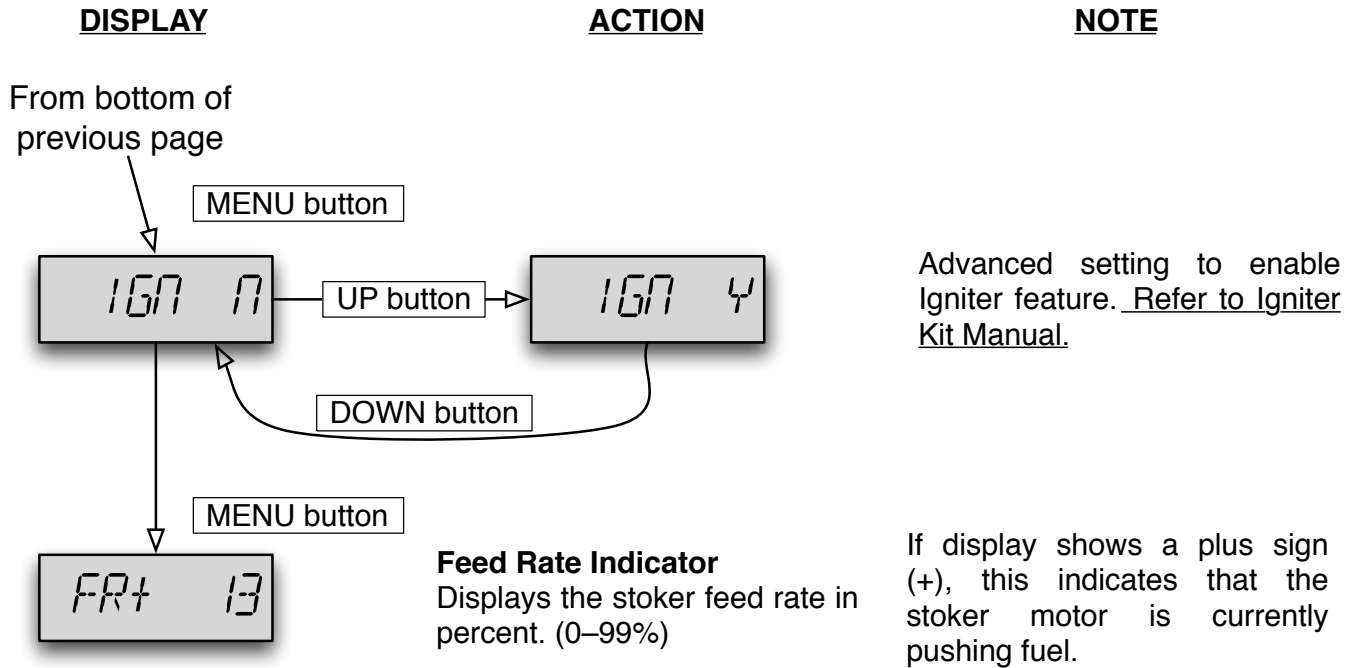 DISPLAY ACTION NOTE
From bottom of
previous page
MENU button
IGN N
UP button
IGN Y
Advanced setting to enable
Igniter feature. Refer to Igniter
Kit Manual.
DOWN button
MENU button
FR+ 13
Feed Rate Indicator
Displays the stoker feed rate in
percent. (0–99%)
If display shows a plus sign
(+), this indicates that the
stoker motor is currently
pushing fuel.